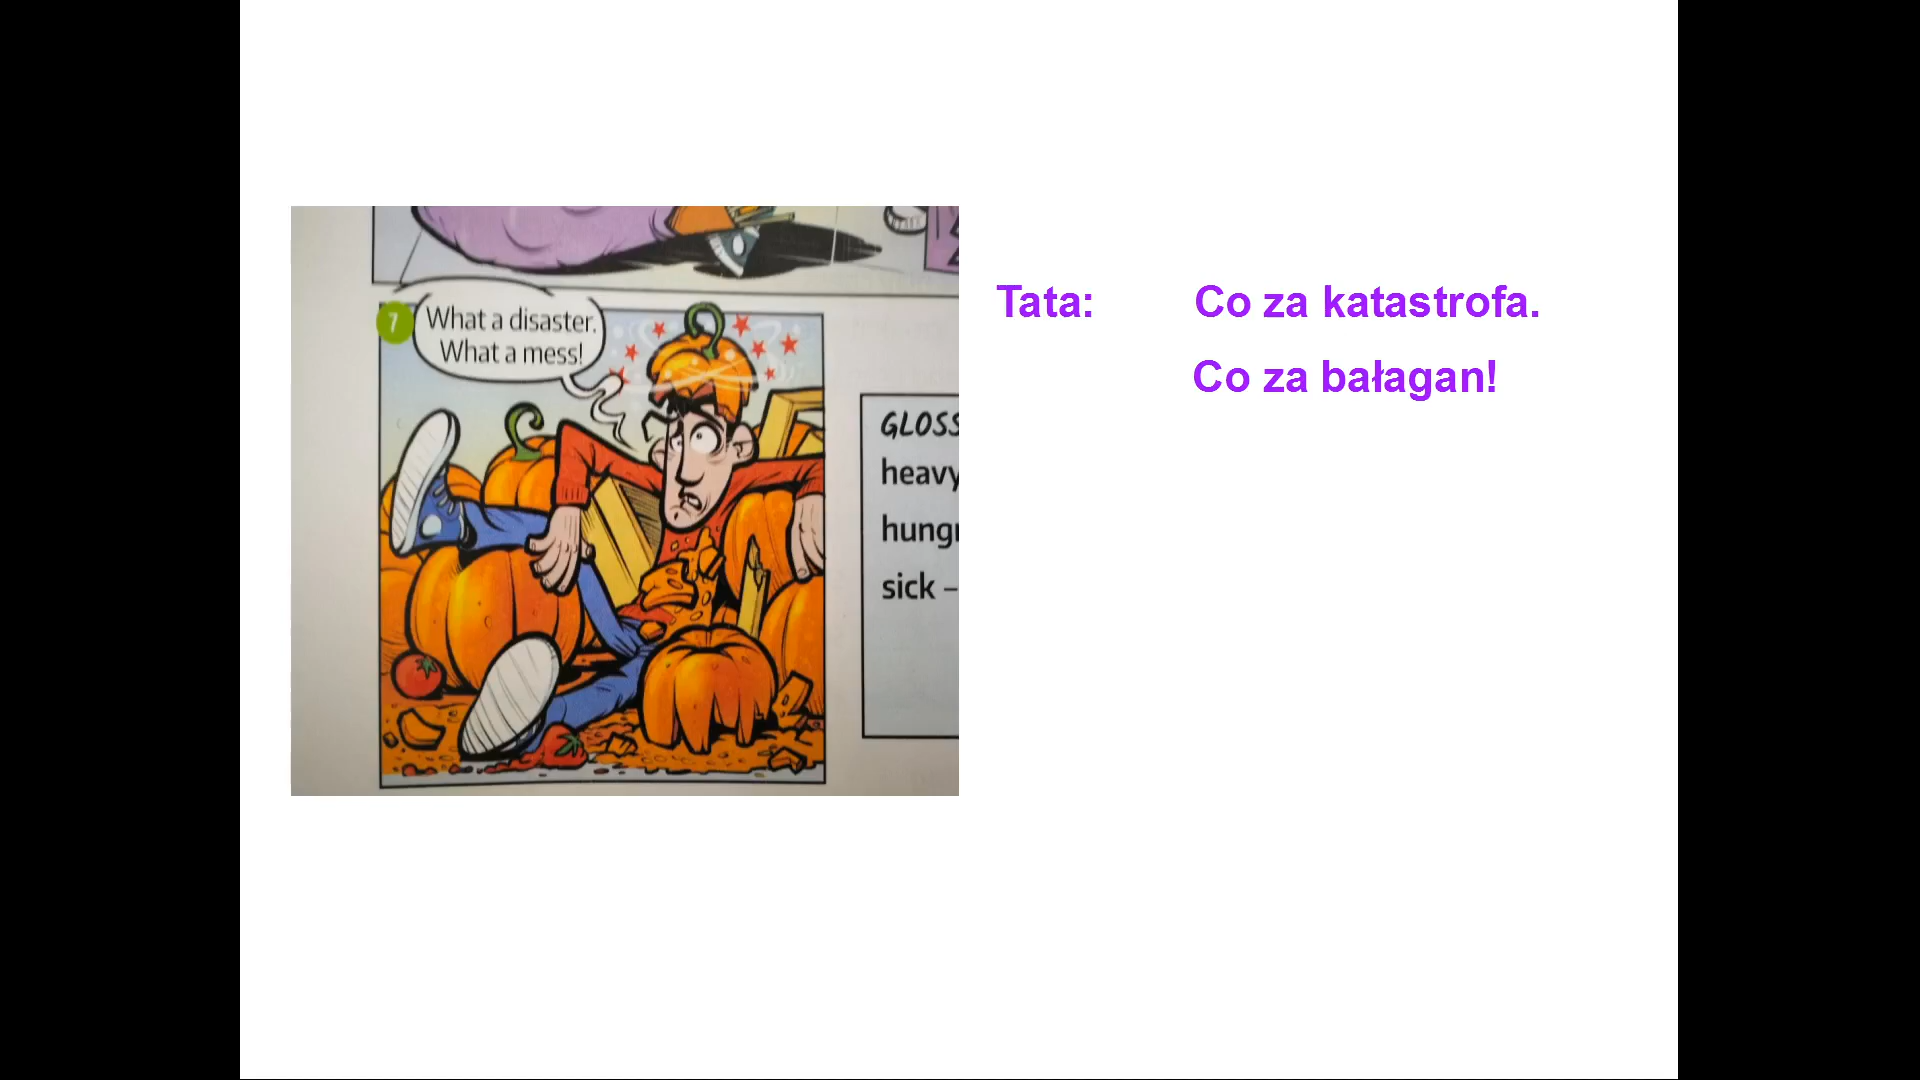 7
What a disaster.
What a mess!
GLOSS
heavy
hung
sick –
Tata: Co za katastrofa.
Co za bałagan!